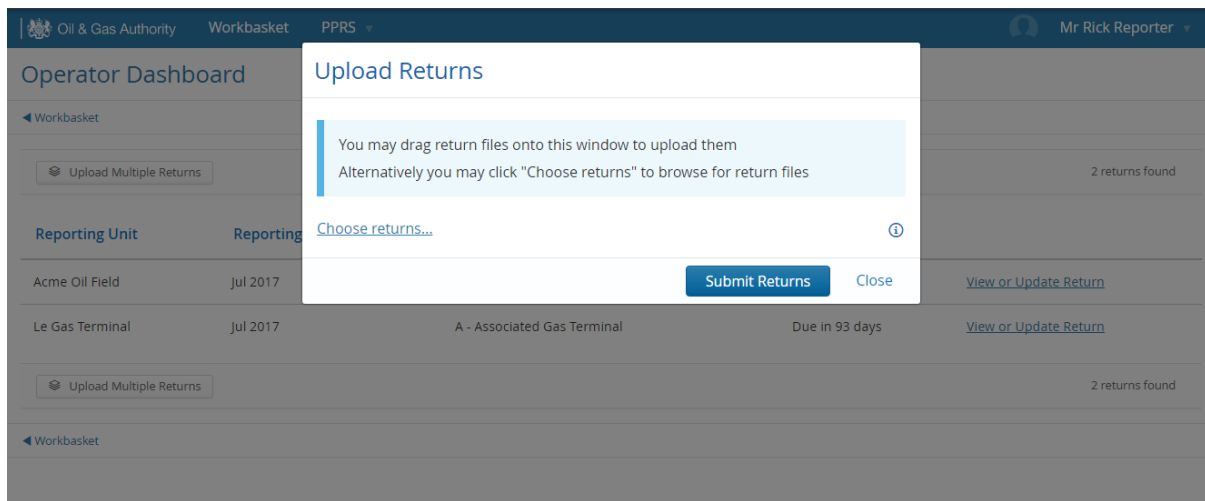 Oil & Gas Authority Workbasket PPRS Mr Rick Reporter
Operator Dashboard
Workbasket
Upload Multiple Returns 2 returns found
Upload Returns
You may drag return files onto this window to upload them
Alternatively you may click "Choose returns" to browse for return files
Choose returns...
Submit Returns Close
Reporting Unit Reporting
Acme Oil Field Jul 2017 View or Update Return
Le Gas Terminal Jul 2017 A - Associated Gas Terminal Due in 93 days View or Update Return
Upload Multiple Returns 2 returns found
Workbasket